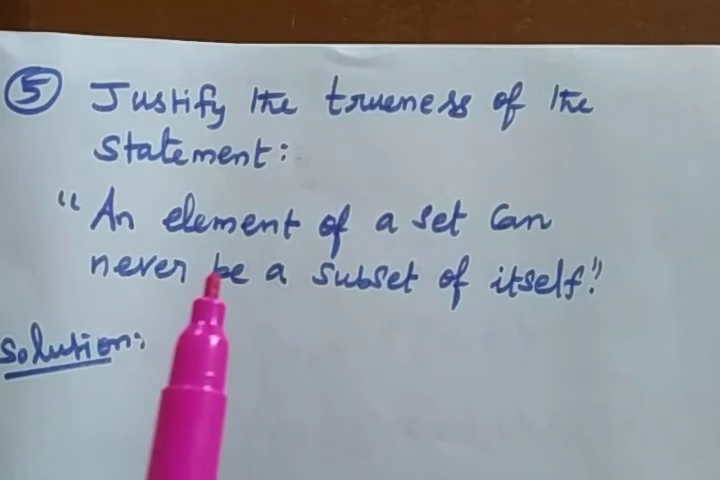 5 Justify the trueness of the
statement:
"An element of a set can
never be a subset of itself."
Solution: